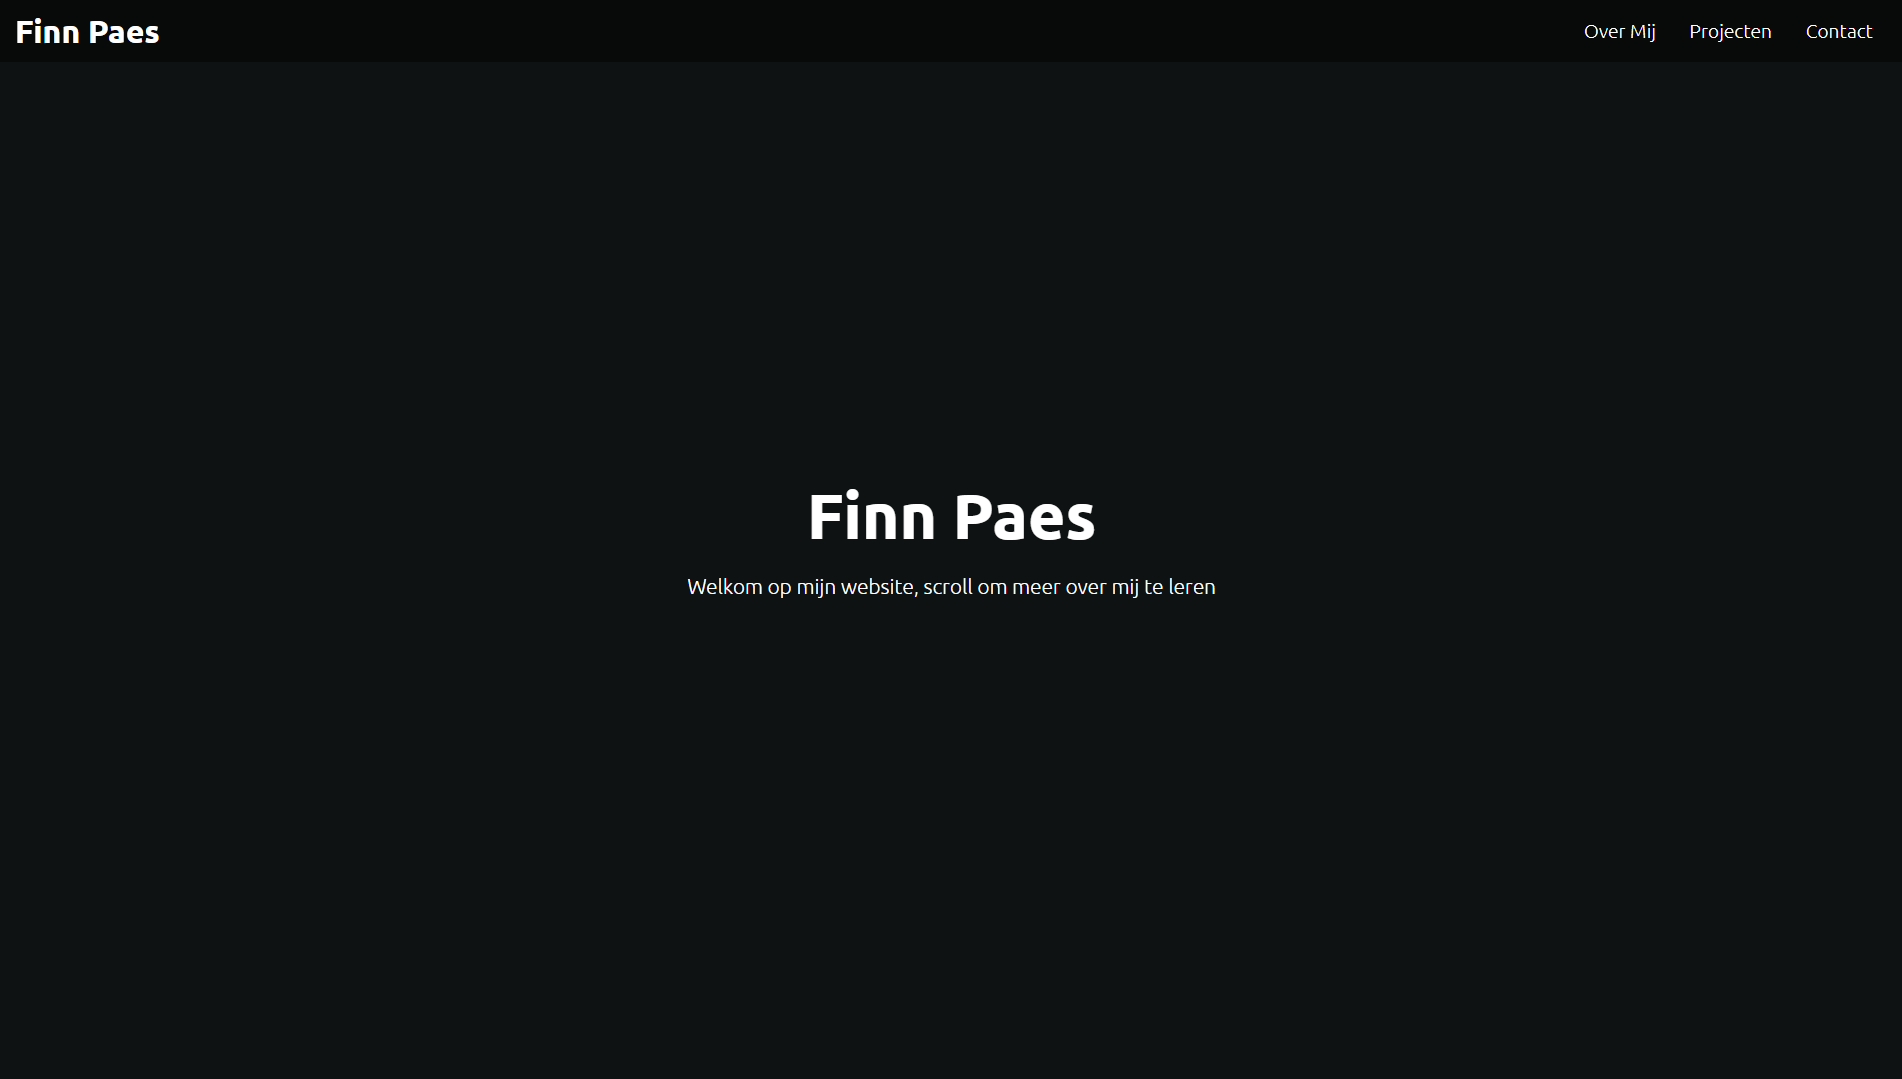 Finn Paes
Over Mij Projecten Contact
Finn Paes
Welkom op mijn website, scroll om meer over mij te leren